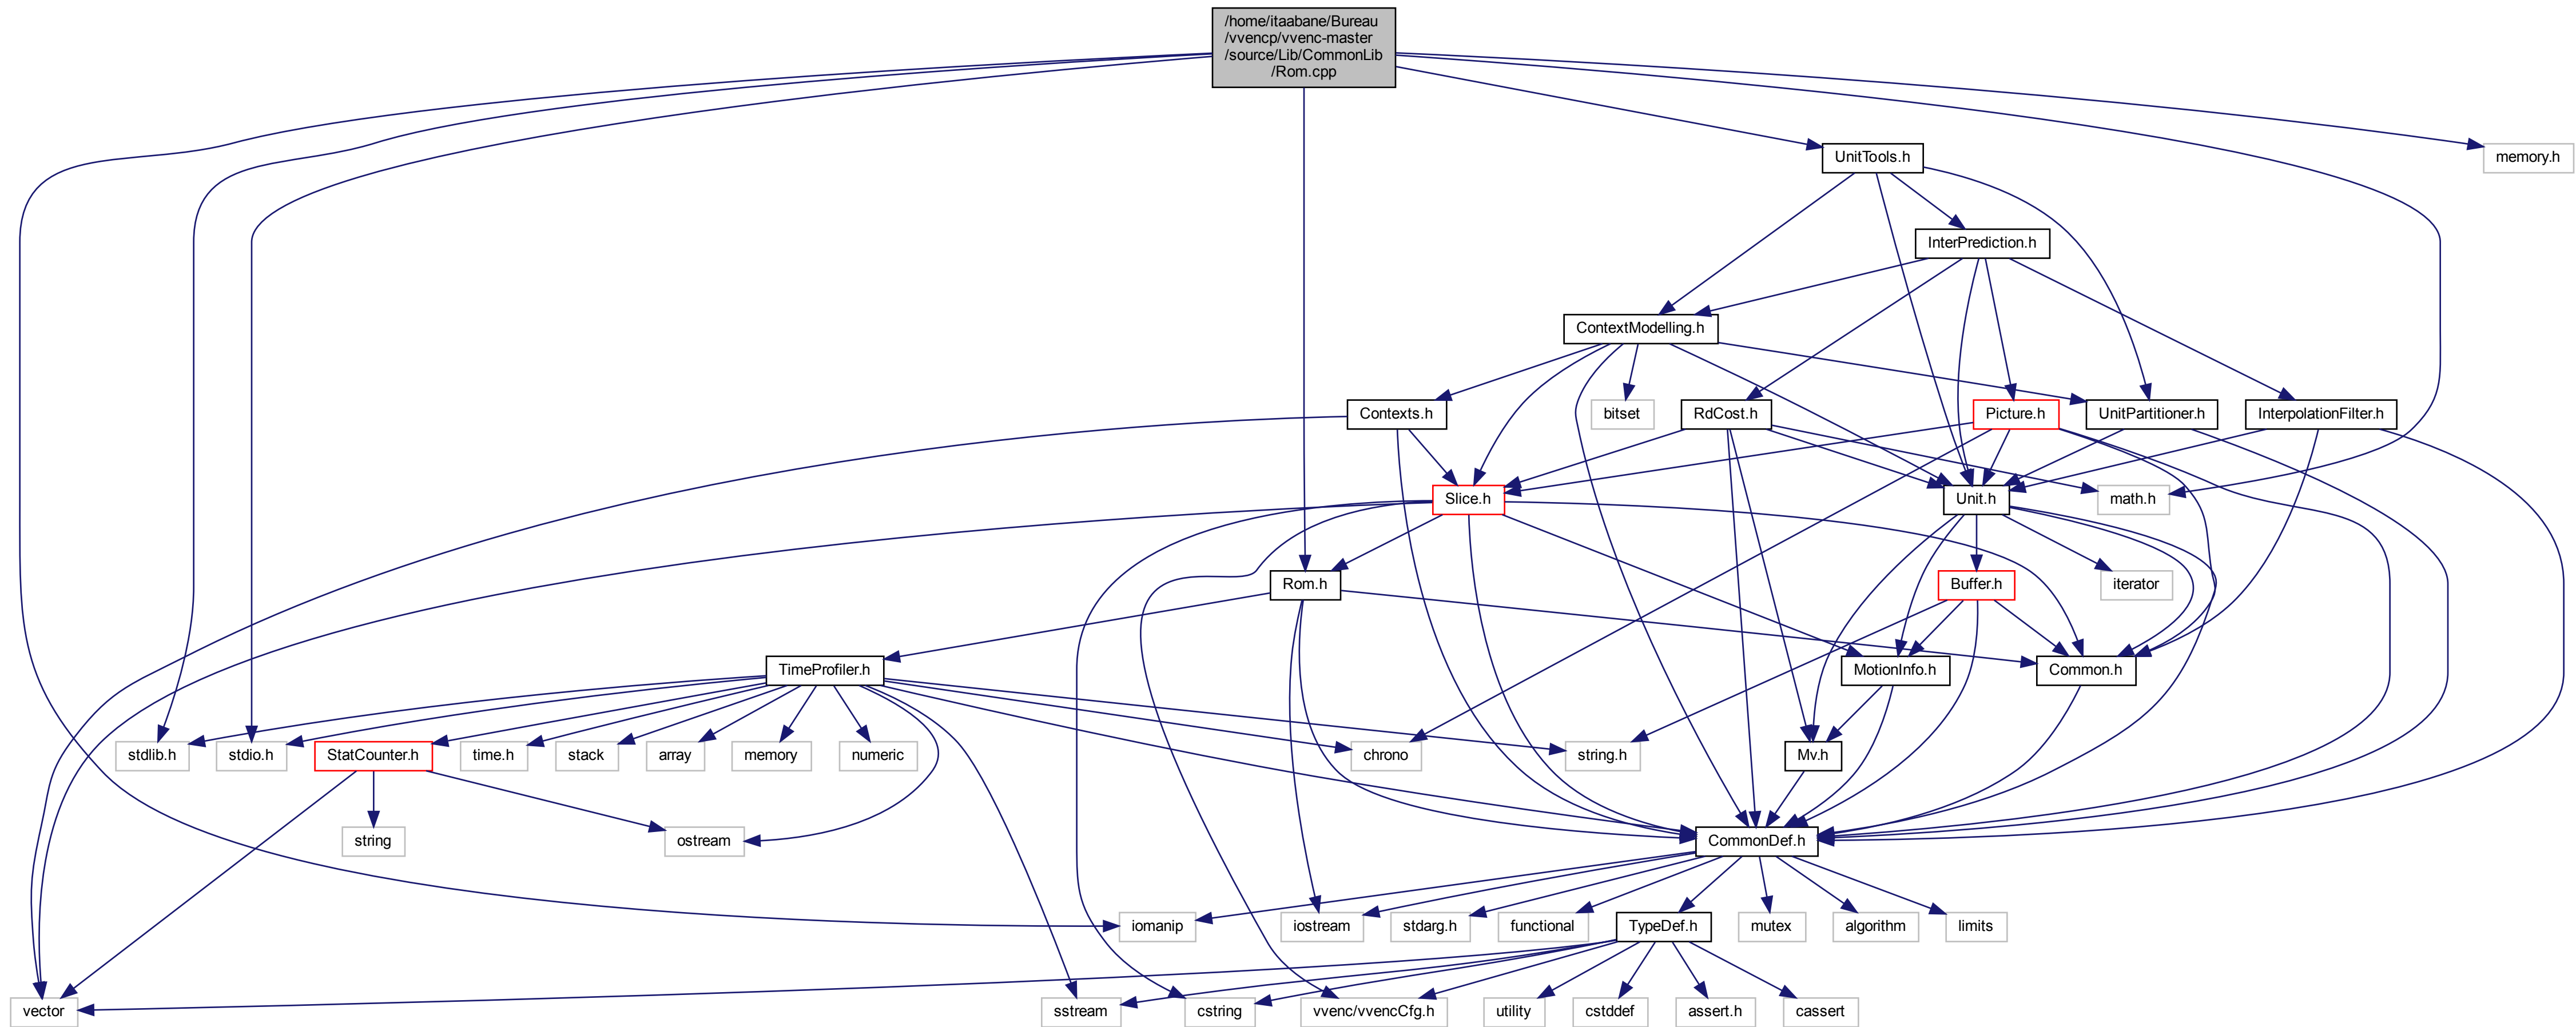 /home/itaabane/Bureau
/vvencp/vvenc-master
/source/Lib/CommonLib
/Rom.cpp
UnitTools.h
memory.h
InterPrediction.h
ContextModelling.h
Contexts.h
bitset
RdCost.h
Picture.h
UnitPartitioner.h
InterpolationFilter.h
Slice.h
Unit.h
math.h
Rom.h
Buffer.h
iterator
TimeProfiler.h
MotionInfo.h
Common.h
stdlib.h
stdio.h
StatCounter.h
time.h
stack
array
memory
numeric
chrono
string.h
Mv.h
string
ostream
CommonDef.h
iomanip
iostream
stdarg.h
functional
TypeDef.h
mutex
algorithm
limits
vector
sstream
cstring
vvenc/vvencCfg.h
utility
cstddef
assert.h
cassert